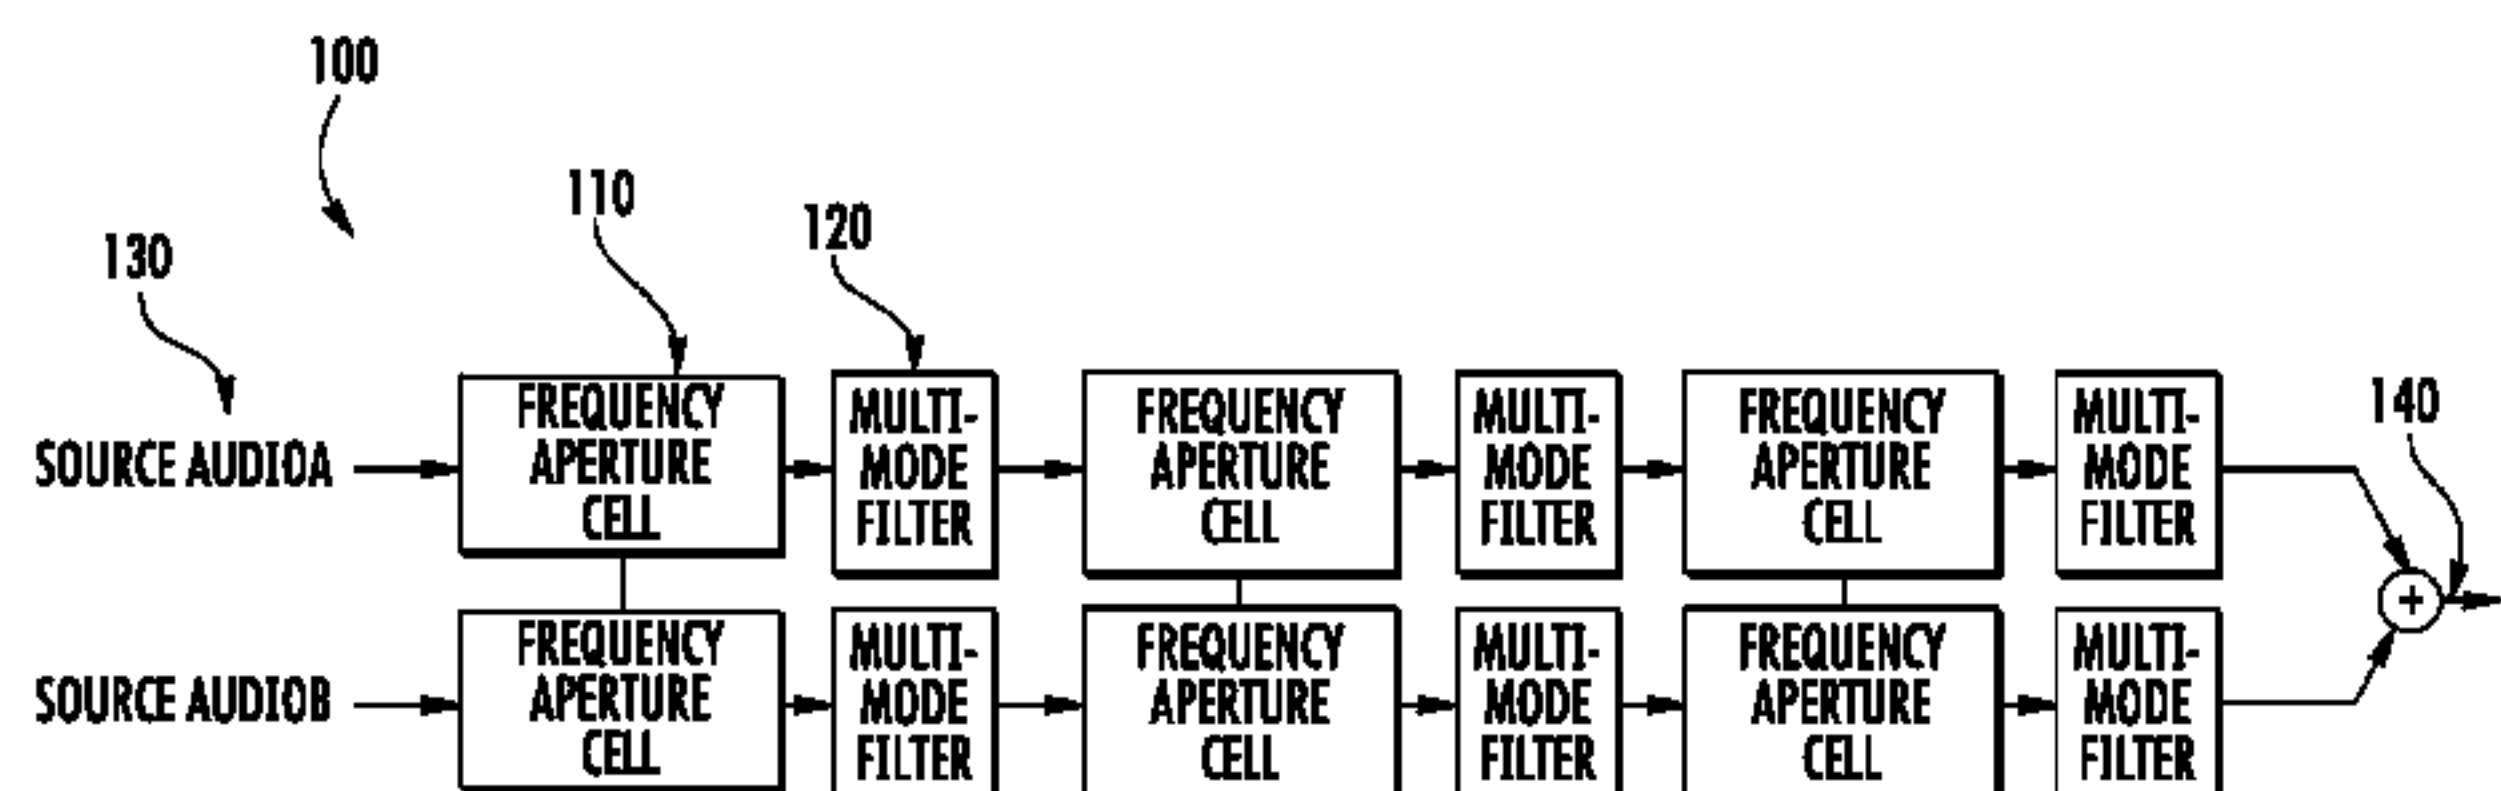 100
110
120
130
140
SOURCE AUDIOA
FREQUENCY
APERTURE
CELL
MULTI-
MODE
FILTER
FREQUENCY
APERTURE
CELL
MULTI-
MODE
FILTER
FREQUENCY
APERTURE
CELL
MULTI-
MODE
FILTER
+
SOURCE AUDIOB
FREQUENCY
APERTURE
CELL
MULTI-
MODE
FILTER
FREQUENCY
APERTURE
CELL
MULTI-
MODE
FILTER
FREQUENCY
APERTURE
CELL
MULTI-
MODE
FILTER